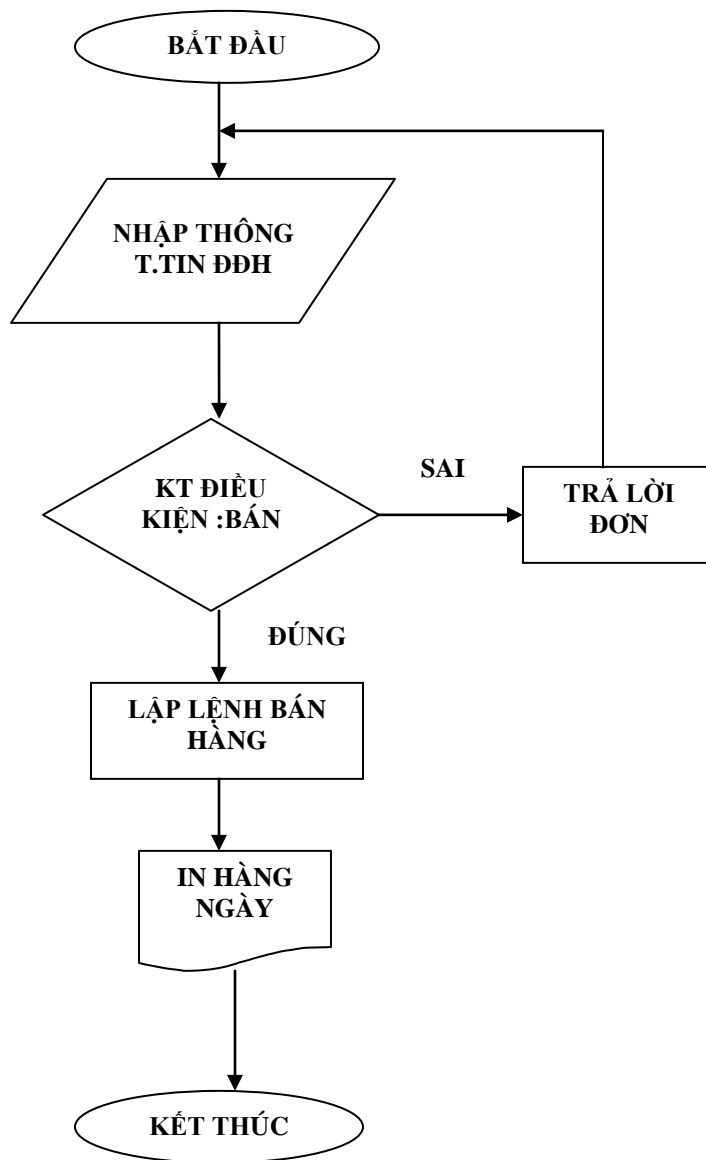 BẮT ĐẦU
NHẬP THÔNG
T.TIN ĐĐH
KT ĐIỀU
KIỆN :BÁN
SAI
TRẢ LỜI
ĐƠN
ĐÚNG
LẬP LỆNH BÁN
HÀNG
IN HÀNG
NGÀY
KẾT THÚC